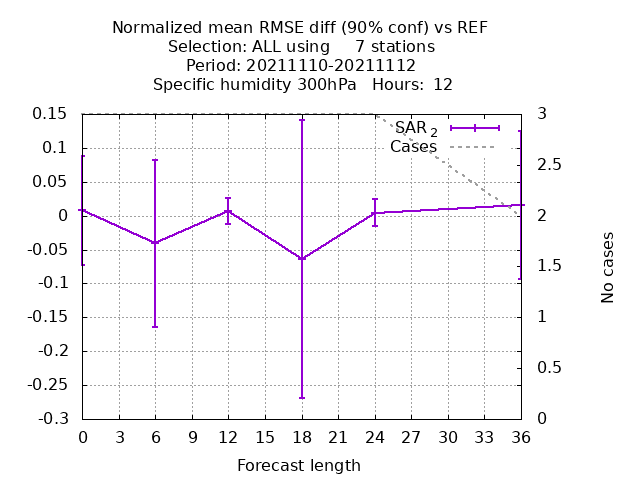 Normalized mean RMSE diff (90% conf) vs REF
Selection: ALL using     7 stations
Period: 20211110-20211112
Specific humidity 300hPa   Hours:  12
SAR 2
Cases
0.15
0.1
0.05
0
-0.05
-0.1
-0.15
-0.2
-0.25
-0.3
3
2.5
2
1.5
1
0.5
0
No cases
0 3 6 9 12 15 18 21 24 27 30 33 36
Forecast length